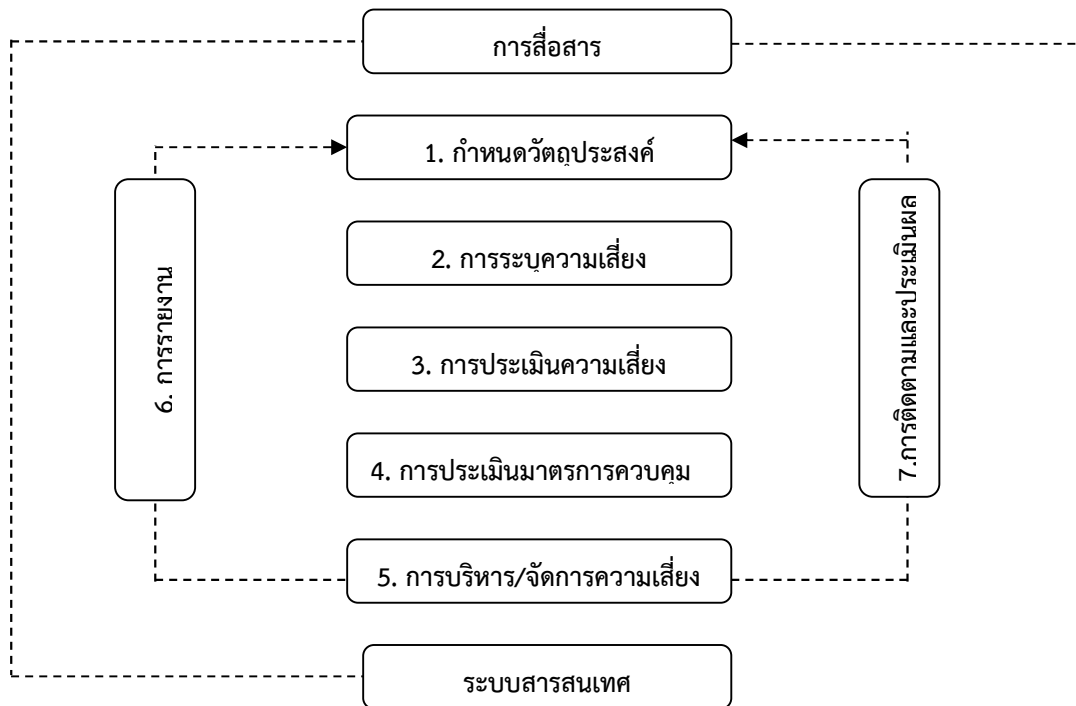 การสื่อสาร
1. กำหนดวัตถุประสงค์
2. การระบุความเสี่ยง
3. การประเมินความเสี่ยง
4. การประเมินมาตรการควบคุม
5. การบริหาร/จัดการความเสี่ยง
6. การรายงาน
7.การติดตามและประเมินผล
ระบบสารสนเทศ